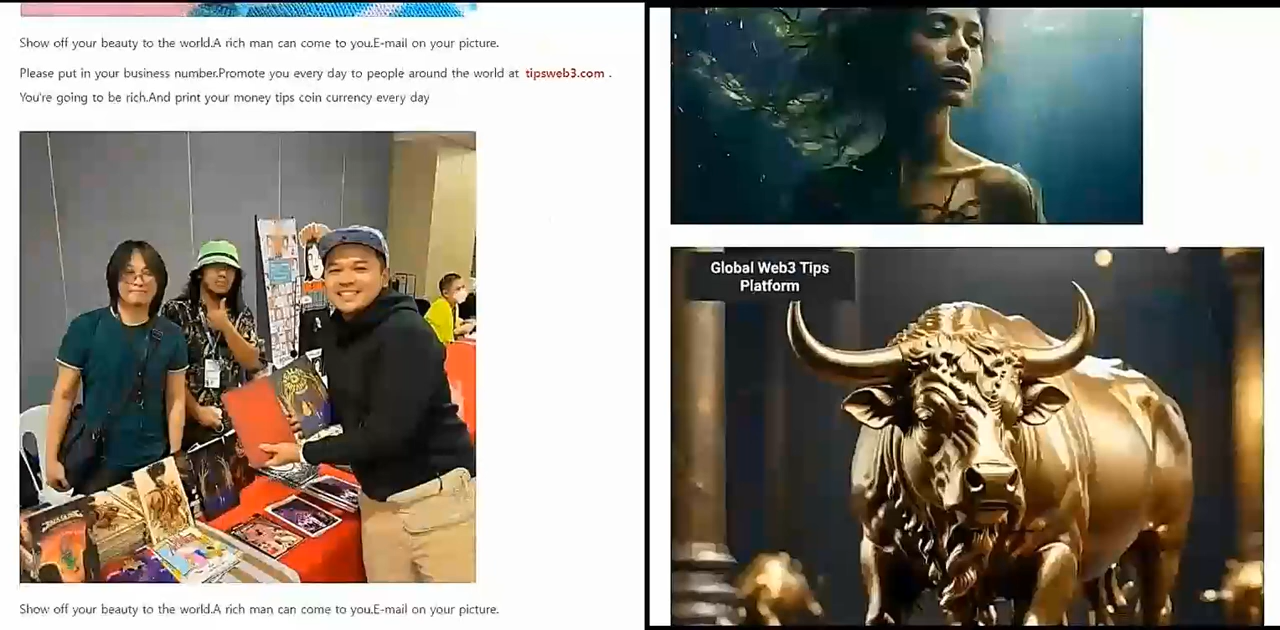 Show off your beauty to the world.A rich man can come to you.E-mail on your picture.
Please put in your business number.Promote you every day to people around the world at tipsweb3.com .
You're going to be rich.And print your money tips coin currency every day
Show off your beauty to the world.A rich man can come to you.E-mail on your picture.
Global Web3 Tips
Platform